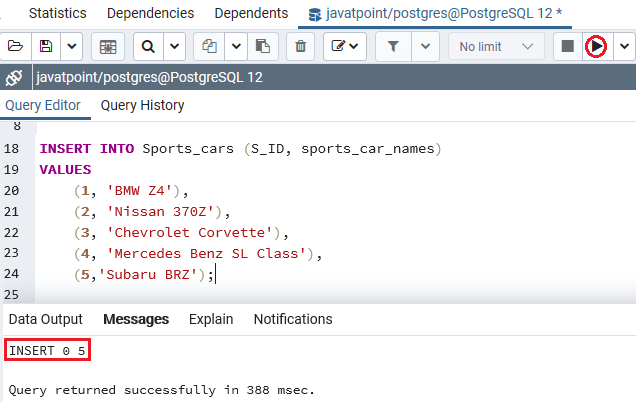 Statistics Dependencies Dependents javatpoint/postgres@PostgreSQL 12 *
No limit
javatpoint/postgres@PostgreSQL 12
Query Editor Query History
8
18 INSERT INTO Sports_cars (S_ID, sports_car_names)
19 VALUES
20 (1, 'BMW Z4'),
21 (2, 'Nissan 370Z'),
22 (3, 'Chevrolet Corvette'),
23 (4, 'Mercedes Benz SL Class'),
24 (5,'Subaru BRZ');
25
Data Output Messages Explain Notifications
INSERT 0 5
Query returned successfully in 388 msec.